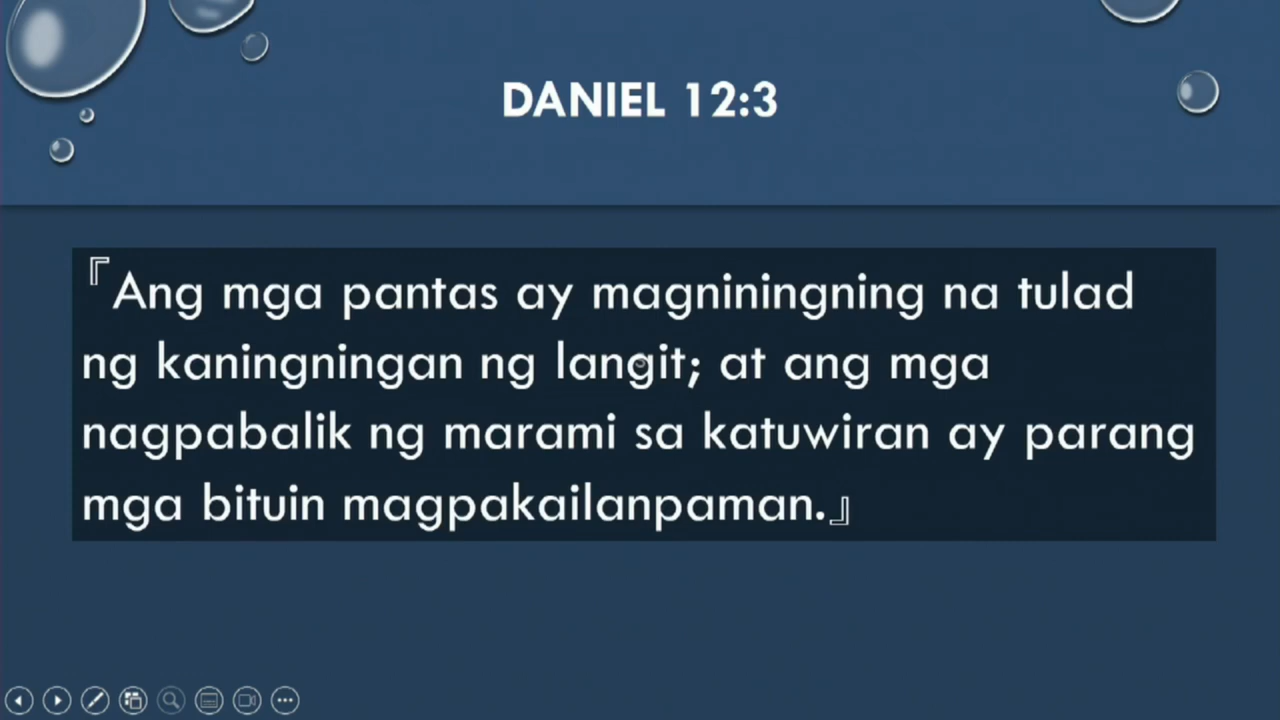 DANIEL 12:3
『Ang mga pantas ay magniningning na tulad
ng kaningningan ng langit; at ang mga
nagpabalik ng marami sa katuwiran ay parang
mga bituin magpakailanpaman.』